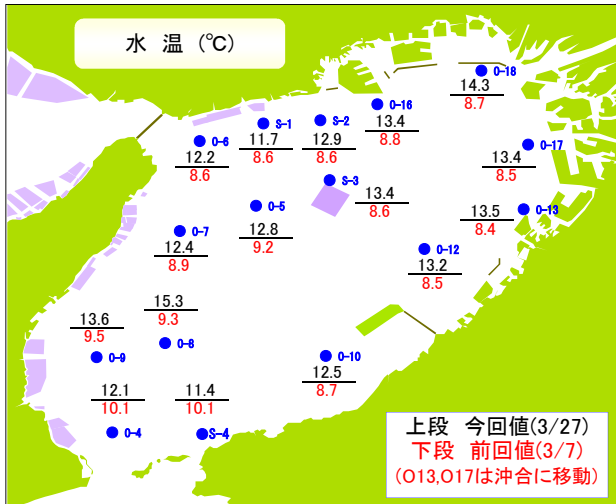 水 温 (℃)
O-18
14.3
8.7
O-16
13.4
8.8
S-2
12.9
8.6
S-1
11.7
8.6
O-6
12.2
8.6
O-17
13.4
8.5
S-3
13.4
8.6
O-5
12.8
9.2
O-13
13.5
8.4
O-7
12.4
8.9
O-12
13.2
8.5
15.3
9.3
O-8
13.6
9.5
O-9
O-10
12.5
8.7
12.1
10.1
O-4
11.4
10.1
S-4
上段 今回値(3/27)
下段 前回値(3/7)
(O13,O17は沖合に移動)